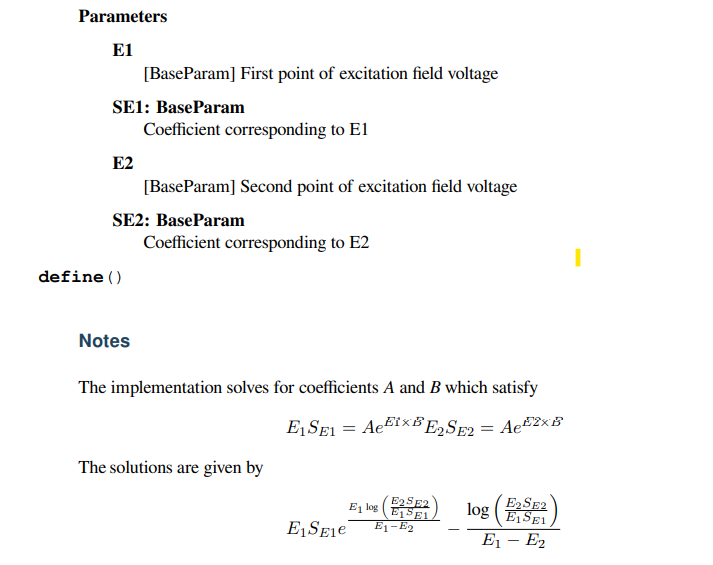 Parameters
E1
[BaseParam] First point of excitation field voltage
SE1: BaseParam
Coefficient corresponding to E1
E2
[BaseParam] Second point of excitation field voltage
SE2: BaseParam
Coefficient corresponding to E2
define()
Notes
The implementation solves for coefficients A and B which satisfy
$E_1 S_{E1} = A e^{E1 \times B} E_2 S_{E2} = A e^{E2 \times B}$
The solutions are given by
$E_1 S_{E1} e^{\frac{E_1 \log\left(\frac{E_2 S_{E2}}{E_1 S_{E1}}\right)}{E_1 - E_2}} - \frac{\log\left(\frac{E_2 S_{E2}}{E_1 S_{E1}}\right)}{E_1 - E_2}$